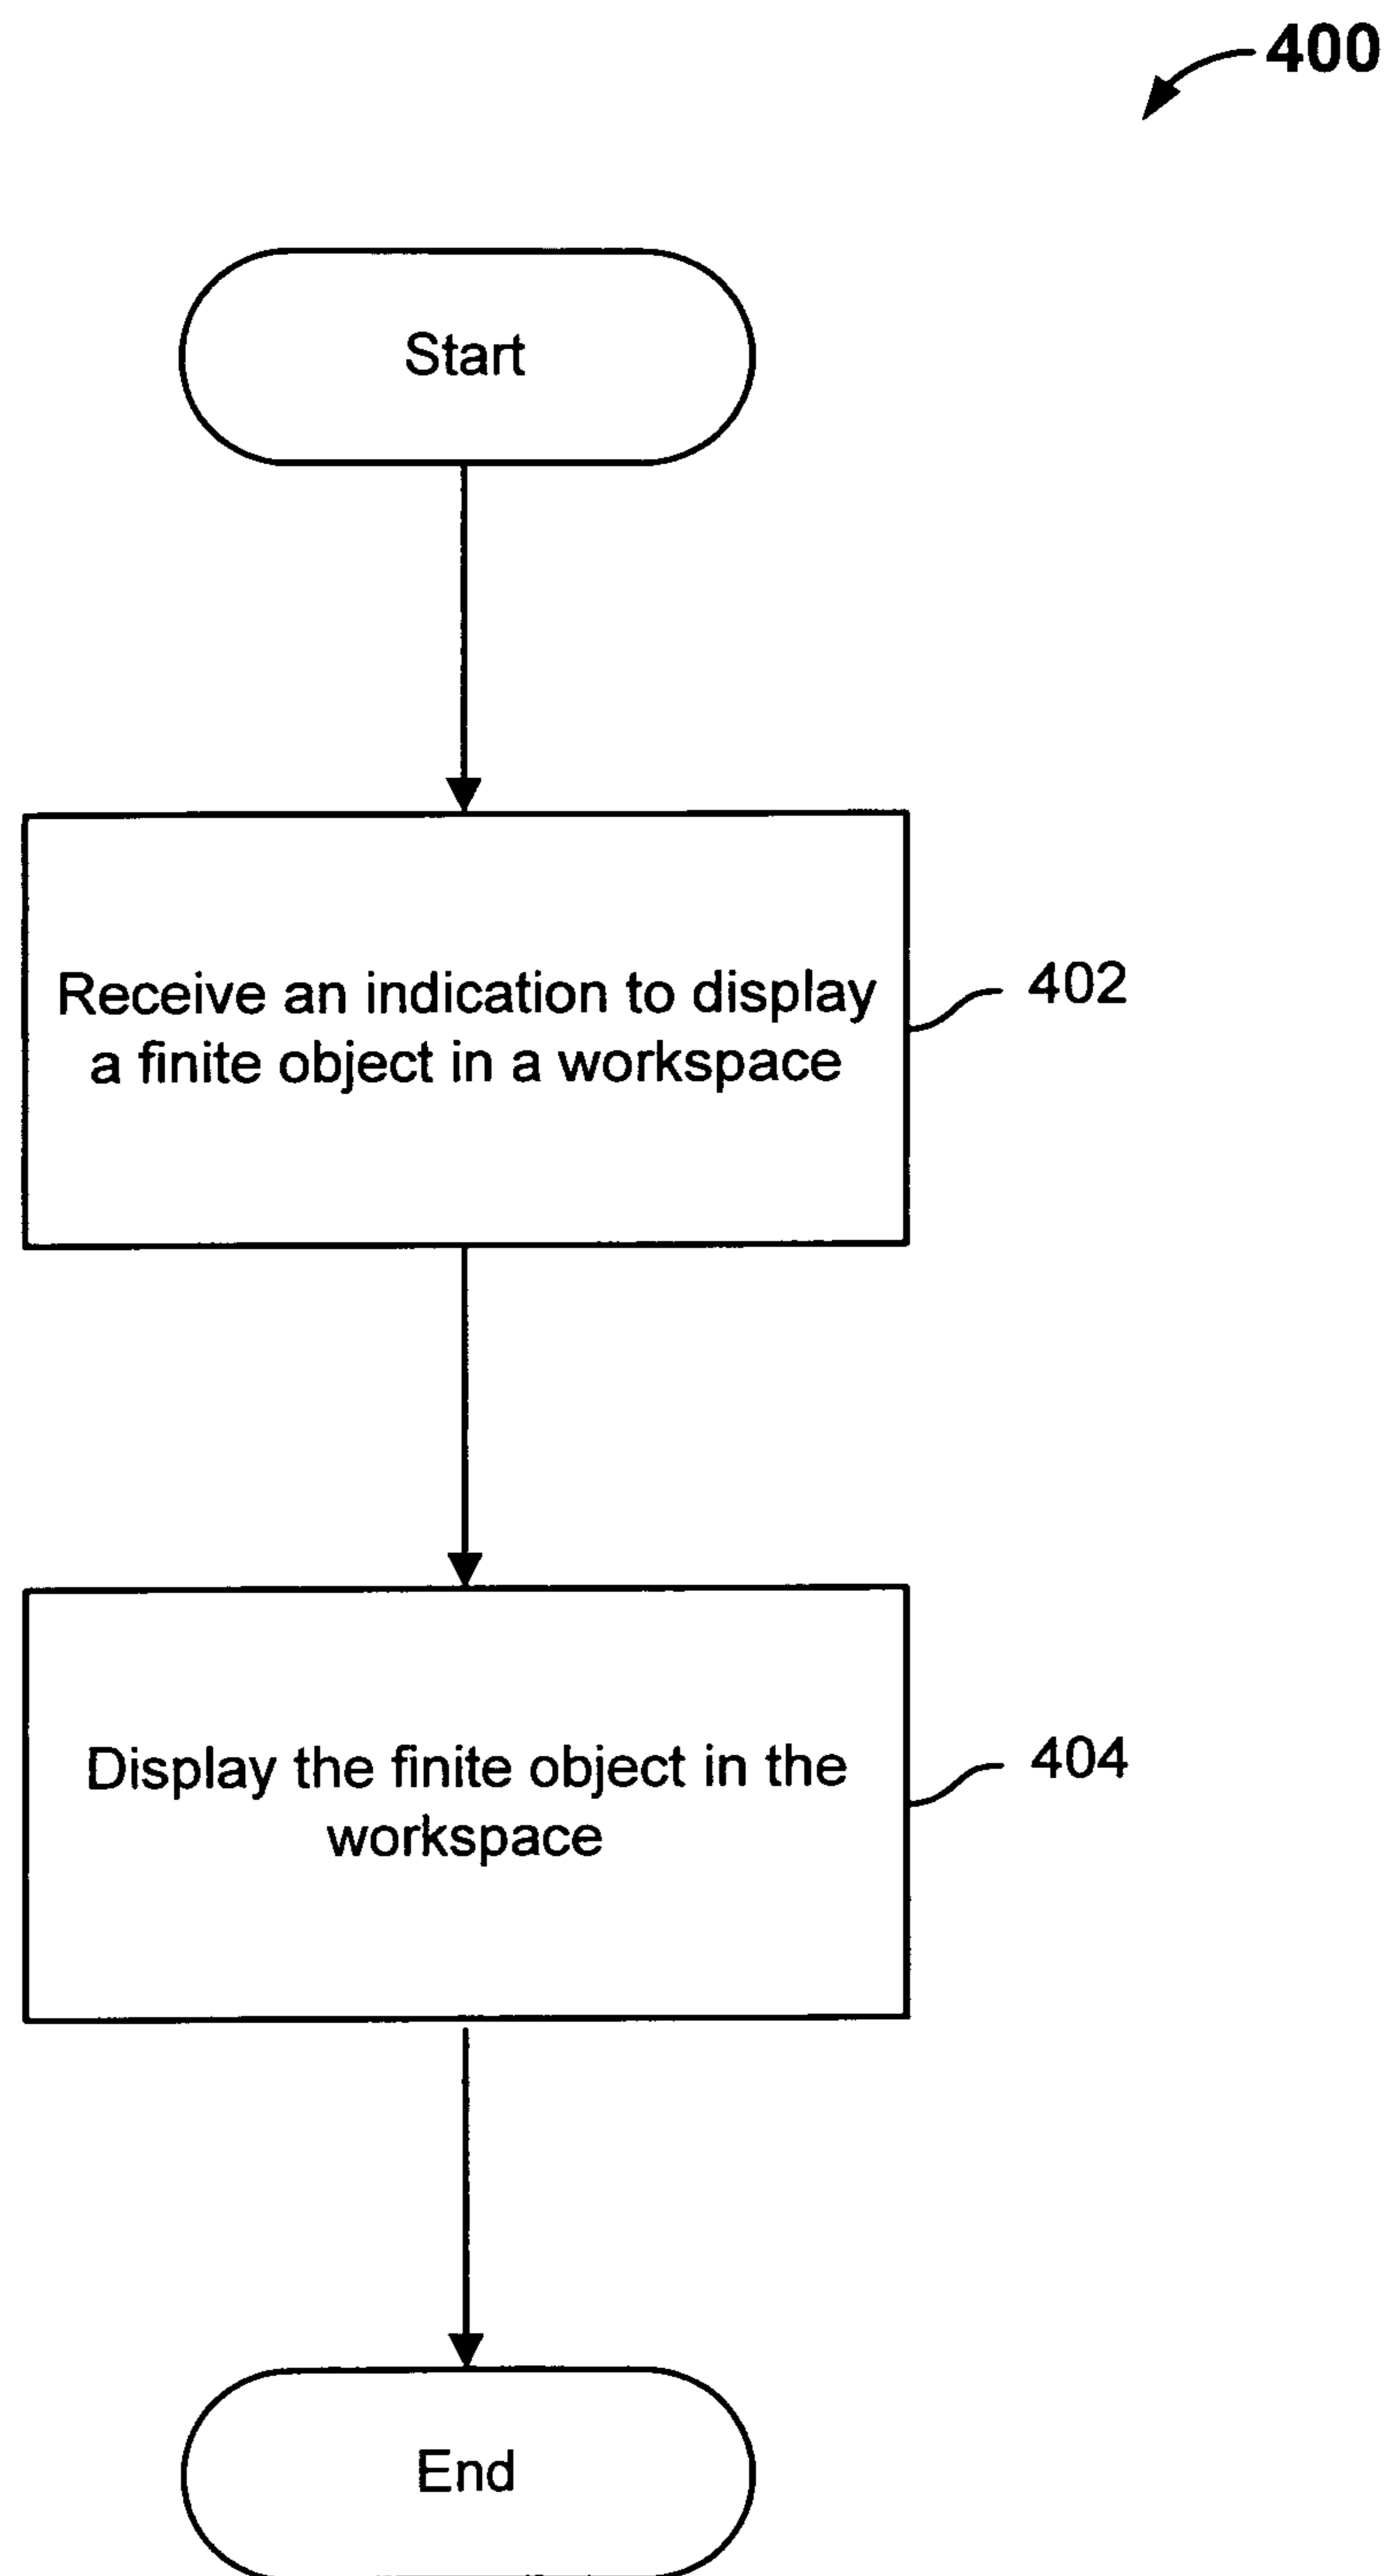 400
Start
Receive an indication to display
a finite object in a workspace
402
Display the finite object in the
workspace
404
End